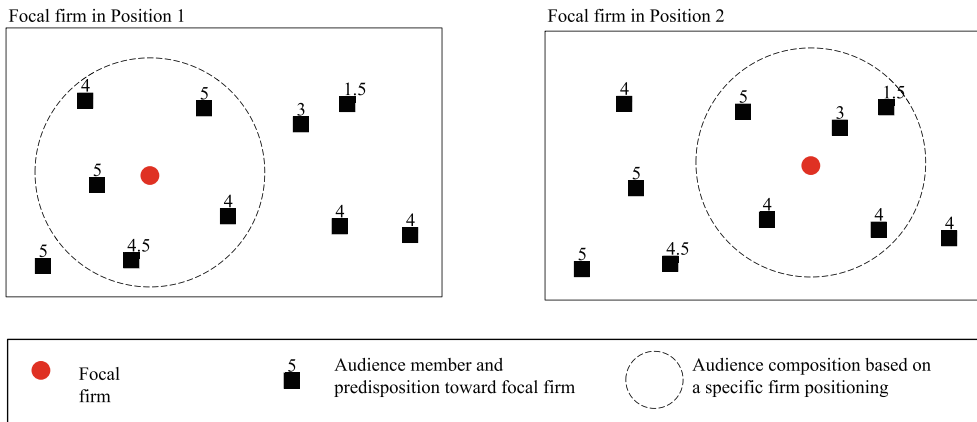 Focal firm in Position 1
4
5
3
1.5
5
4
4
4
5
4.5
Focal firm in Position 2
4
5
3
1.5
5
4
4
4
5
4.5
Focal
firm
5
Audience member and
predisposition toward focal firm
Audience composition based on
a specific firm positioning